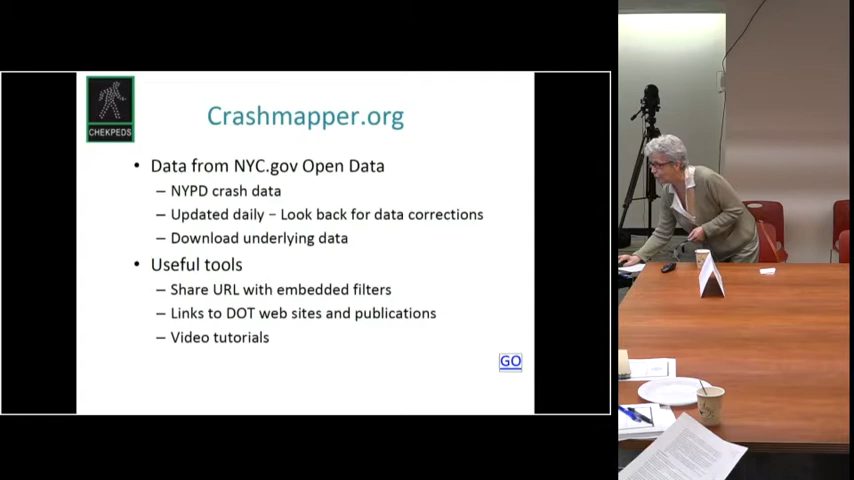 CHEKPEDS
Crashmapper.org
• Data from NYC.gov Open Data
– NYPD crash data
– Updated daily – Look back for data corrections
– Download underlying data
• Useful tools
– Share URL with embedded filters
– Links to DOT web sites and publications
– Video tutorials
GO